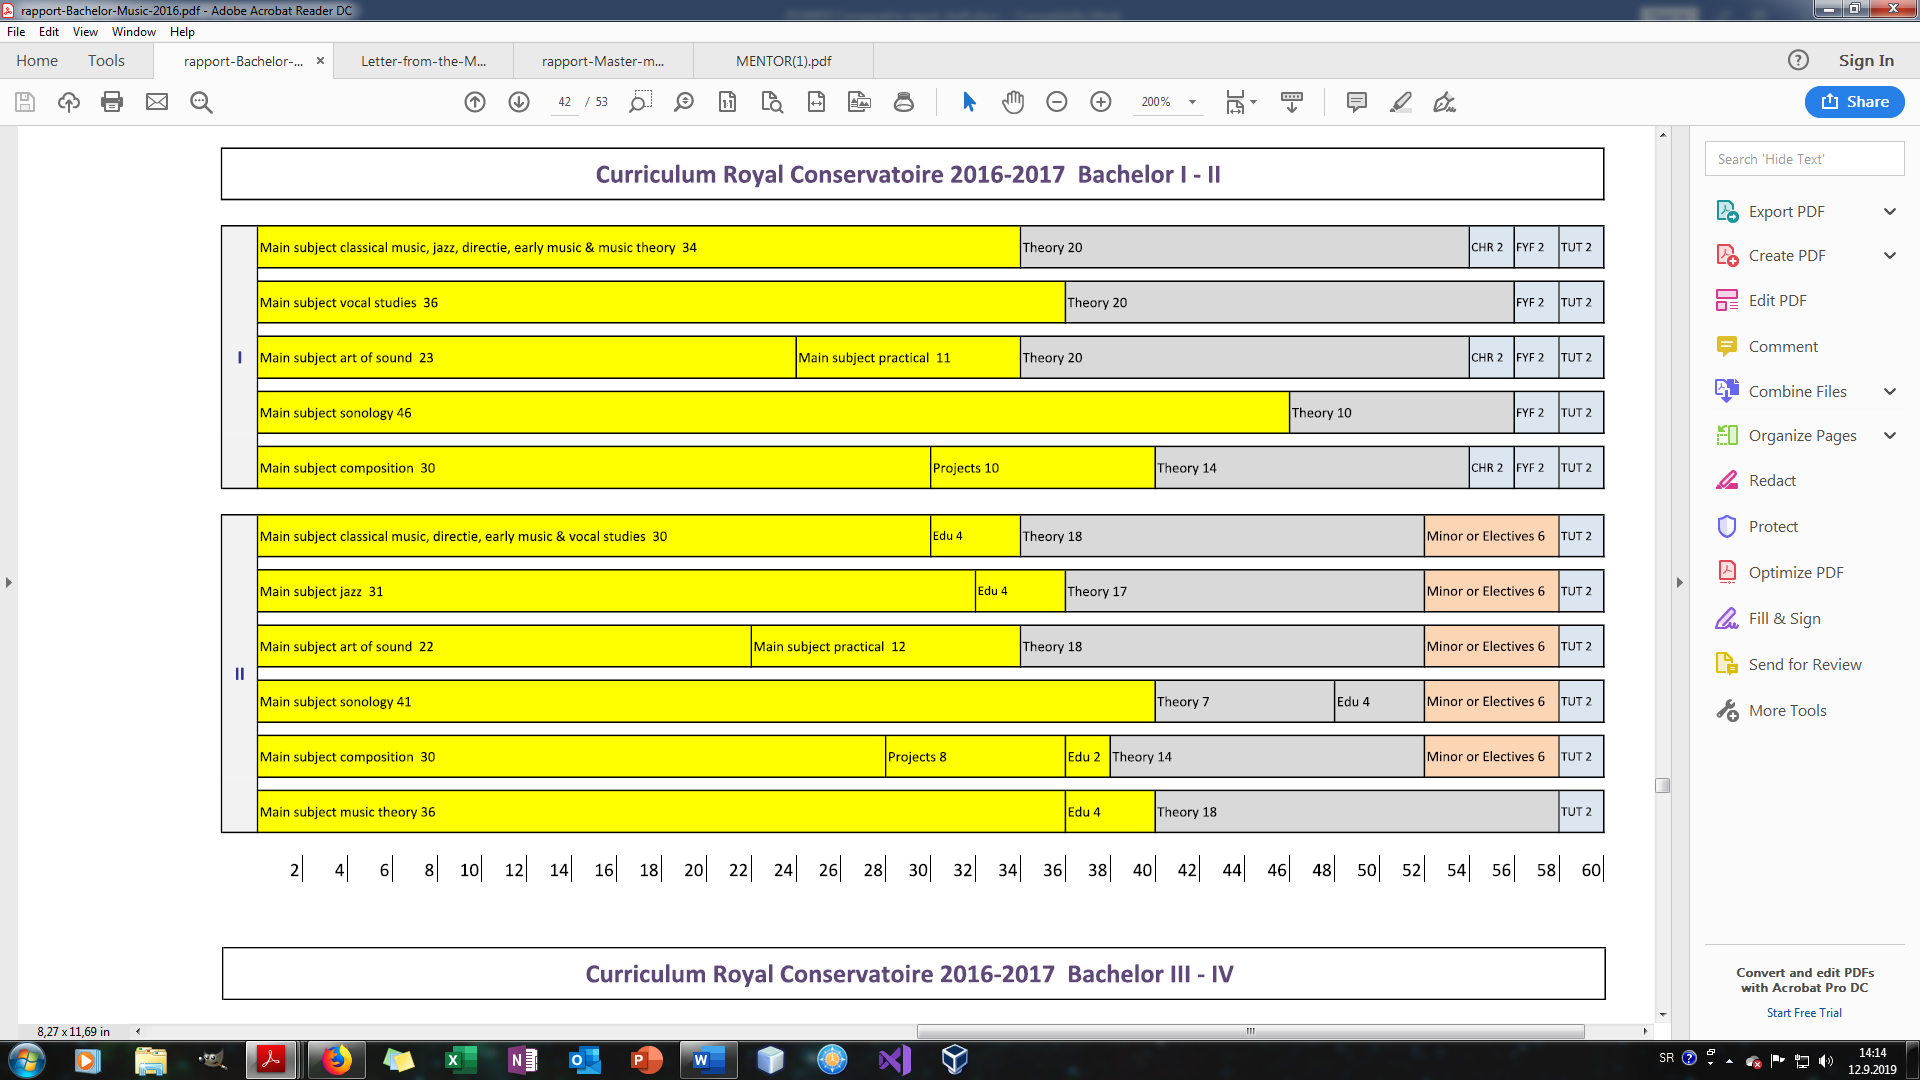 rapport-Bachelor-Music-2016.pdf - Adobe Acrobat Reader DC
File Edit View Window Help
Home Tools rapport-Bachelor-... × Letter-from-the-M... rapport-Master-m... MENTOR(1).pdf Sign In
42 / 53 200% Share
Curriculum Royal Conservatoire 2016-2017 Bachelor I - II
I
Main subject classical music, jazz, directie, early music & music theory 34 Theory 20 CHR 2 FYF 2 TUT 2
Main subject vocal studies 36 Theory 20 FYF 2 TUT 2
Main subject art of sound 23 Main subject practical 11 Theory 20 CHR 2 FYF 2 TUT 2
Main subject sonology 46 Theory 10 FYF 2 TUT 2
Main subject composition 30 Projects 10 Theory 14 CHR 2 FYF 2 TUT 2
II
Main subject classical music, directie, early music & vocal studies 30 Edu 4 Theory 18 Minor or Electives 6 TUT 2
Main subject jazz 31 Edu 4 Theory 17 Minor or Electives 6 TUT 2
Main subject art of sound 22 Main subject practical 12 Theory 18 Minor or Electives 6 TUT 2
Main subject sonology 41 Theory 7 Edu 4 Minor or Electives 6 TUT 2
Main subject composition 30 Projects 8 Edu 2 Theory 14 Minor or Electives 6 TUT 2
Main subject music theory 36 Edu 4 Theory 18 TUT 2
2 4 6 8 10 12 14 16 18 20 22 24 26 28 30 32 34 36 38 40 42 44 46 48 50 52 54 56 58 60
Curriculum Royal Conservatoire 2016-2017 Bachelor III - IV
8,27 x 11,69 in
Search 'Hide Text'
Export PDF
Create PDF
Edit PDF
Comment
Combine Files
Organize Pages
Redact
Protect
Optimize PDF
Fill & Sign
Send for Review
More Tools
Convert and edit PDFs
with Acrobat Pro DC
Start Free Trial
SR
14:14
12.9.2019